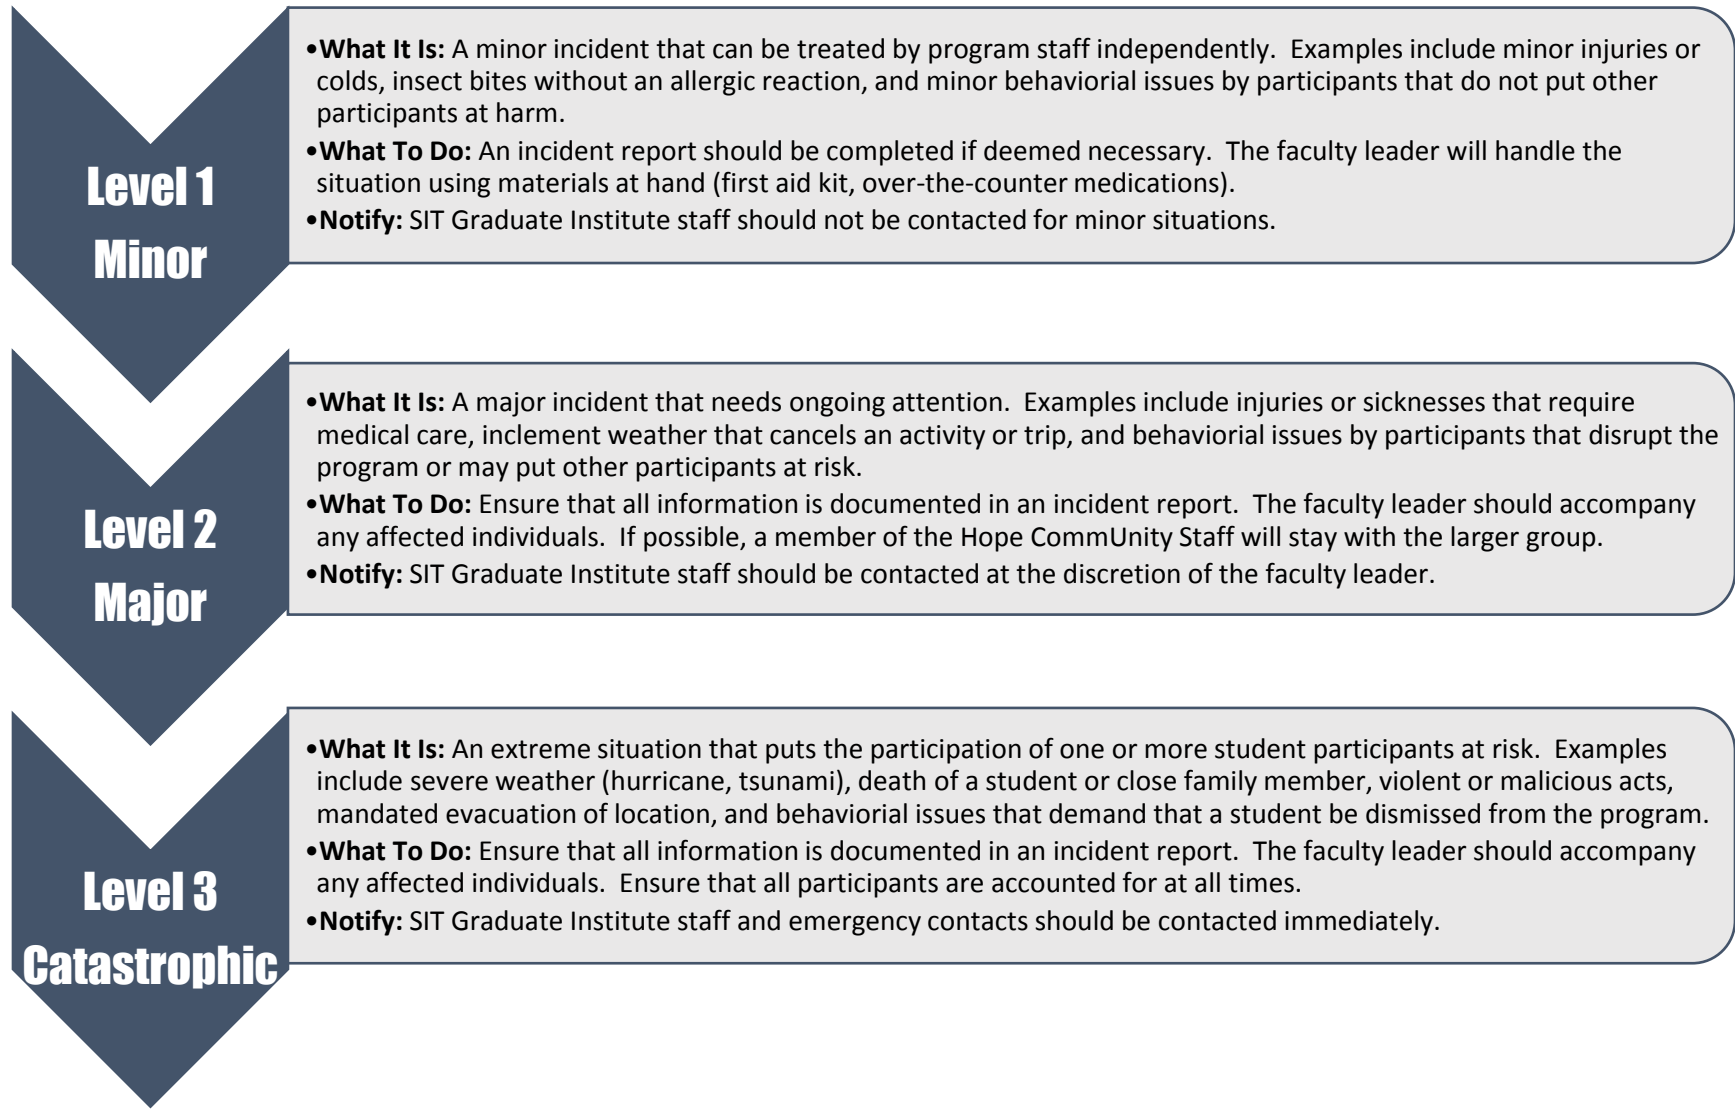 Level 1
Minor
•What It Is: A minor incident that can be treated by program staff independently.  Examples include minor injuries or
colds, insect bites without an allergic reaction, and minor behaviorial issues by participants that do not put other
participants at harm.
•What To Do: An incident report should be completed if deemed necessary.  The faculty leader will handle the
situation using materials at hand (first aid kit, over-the-counter medications).
•Notify: SIT Graduate Institute staff should not be contacted for minor situations.
Level 2
Major
•What It Is: A major incident that needs ongoing attention.  Examples include injuries or sicknesses that require
medical care, inclement weather that cancels an activity or trip, and behaviorial issues by participants that disrupt the
program or may put other participants at risk.
•What To Do: Ensure that all information is documented in an incident report.  The faculty leader should accompany
any affected individuals.  If possible, a member of the Hope CommUnity Staff will stay with the larger group.
•Notify: SIT Graduate Institute staff should be contacted at the discretion of the faculty leader.
Level 3
Catastrophic
•What It Is: An extreme situation that puts the participation of one or more student participants at risk.  Examples
include severe weather (hurricane, tsunami), death of a student or close family member, violent or malicious acts,
mandated evacuation of location, and behaviorial issues that demand that a student be dismissed from the program.
•What To Do: Ensure that all information is documented in an incident report.  The faculty leader should accompany
any affected individuals.  Ensure that all participants are accounted for at all times.
•Notify: SIT Graduate Institute staff and emergency contacts should be contacted immediately.